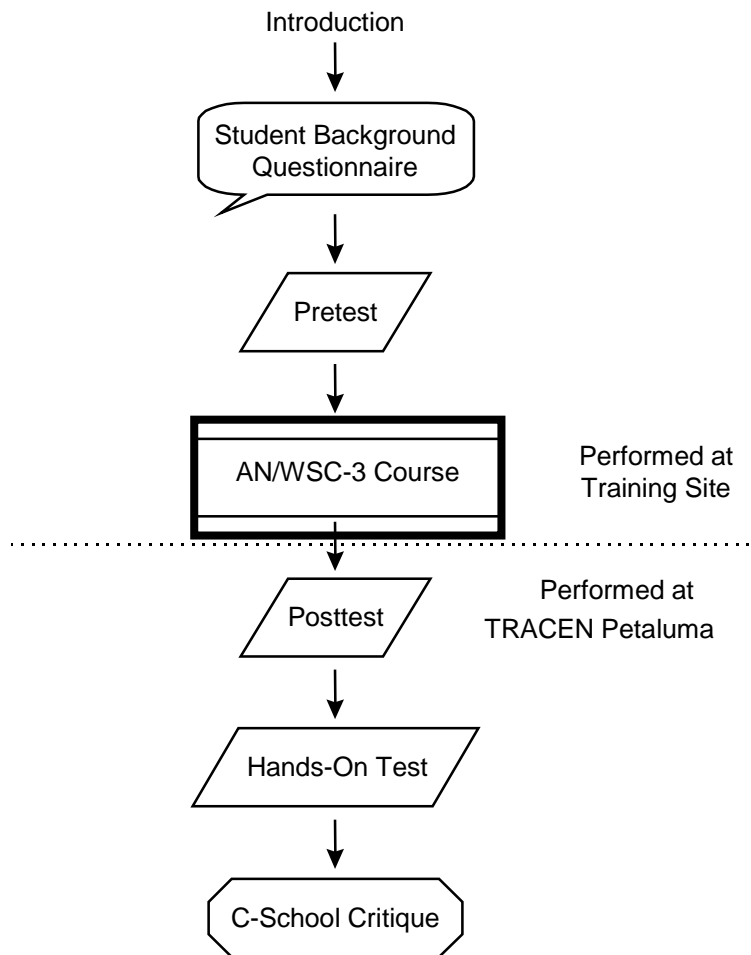 Introduction
Student Background
Questionnaire
Pretest
AN/WSC-3 Course
Performed at
Training Site
Posttest
Performed at
TRACEN Petaluma
Hands-On Test
C-School Critique